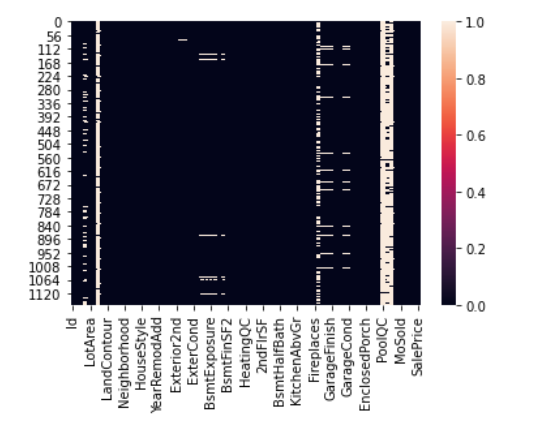 0
56
112
168
224
280
336
392
448
504
560
616
672
728
784
840
896
952
1008
1064
1120
1.0
0.8
0.6
0.4
0.2
0.0
Id
LotArea
LandContour
Neighborhood
HouseStyle
YearRemodAdd
Exterior2nd
ExterCond
BsmtExposure
BsmtFinSF2
HeatingQC
2ndFlrSF
BsmtHalfBath
KitchenAbvGr
Fireplaces
GarageFinish
GarageCond
EnclosedPorch
PoolQC
MoSold
SalePrice